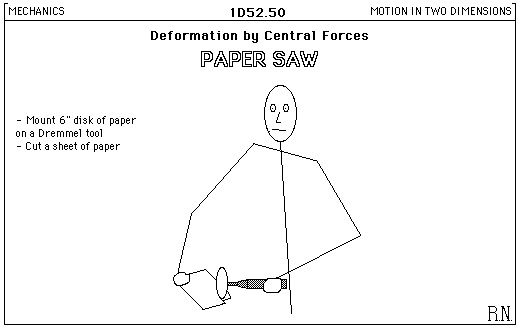 MECHANICS
1D52.50
MOTION IN TWO DIMENSIONS
Deformation by Central Forces
PAPER SAW
- Mount 6" disk of paper
on a Dremmel tool
- Cut a sheet of paper
R.N.